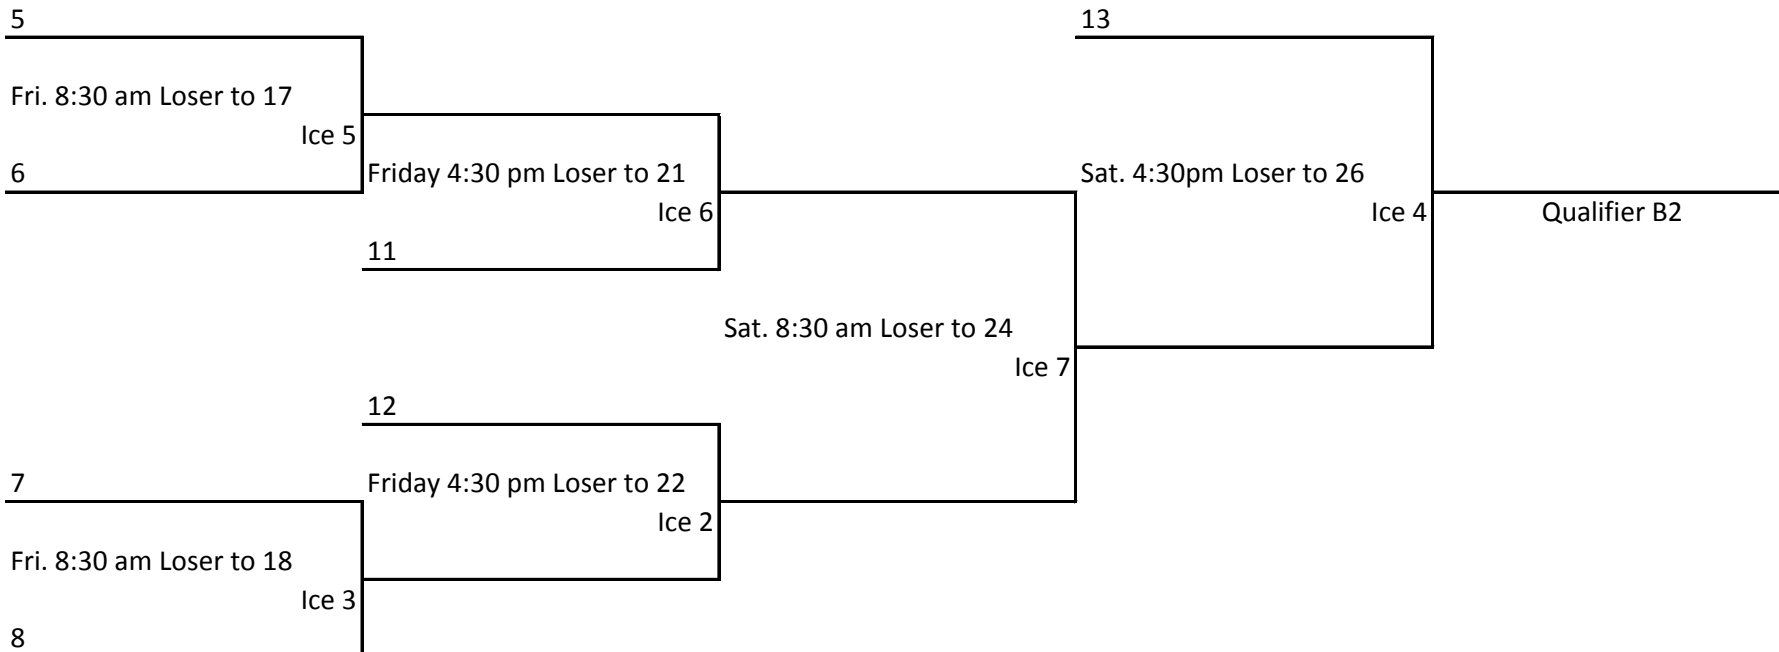 5
13
Fri. 8:30 am Loser to 17
Ice 5
6
Friday 4:30 pm Loser to 21
Sat. 4:30pm Loser to 26
Ice 6
Ice 4
Qualifier B2
11
Sat. 8:30 am Loser to 24
Ice 7
12
7
Friday 4:30 pm Loser to 22
Ice 2
Fri. 8:30 am Loser to 18
Ice 3
8